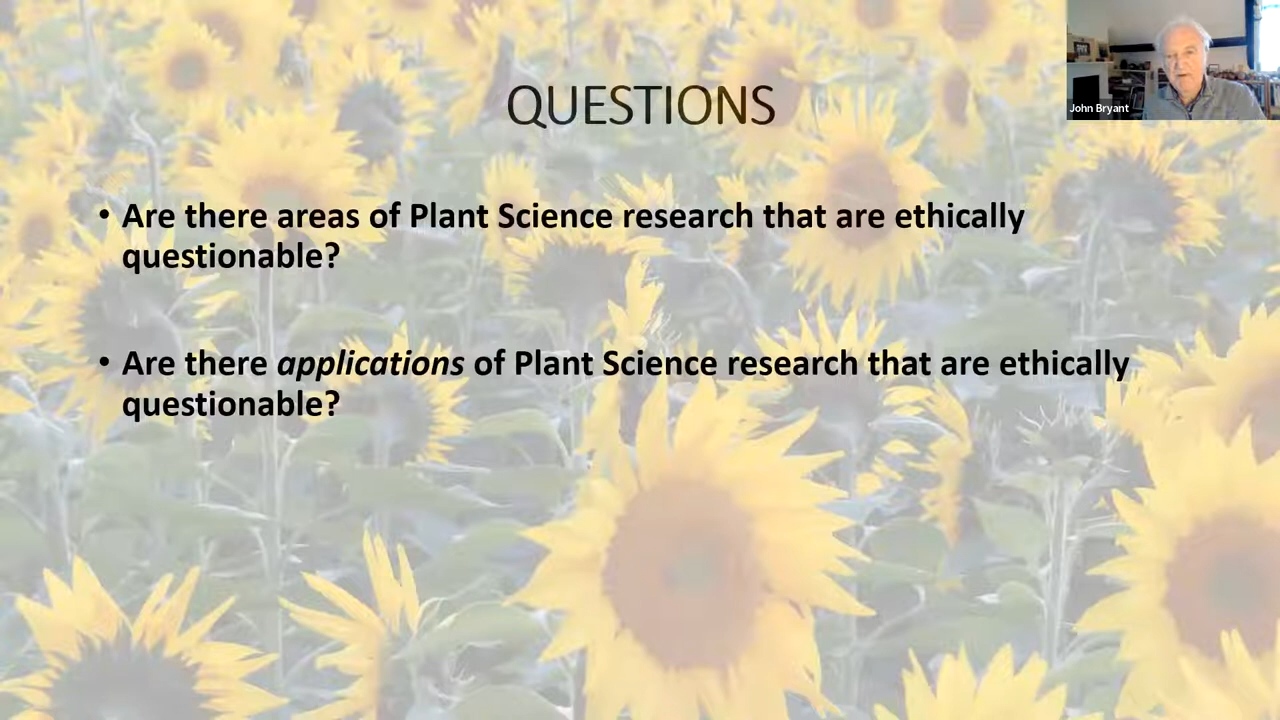 QUESTIONS
John Bryant
• Are there areas of Plant Science research that are ethically
questionable?
• Are there applications of Plant Science research that are ethically
questionable?